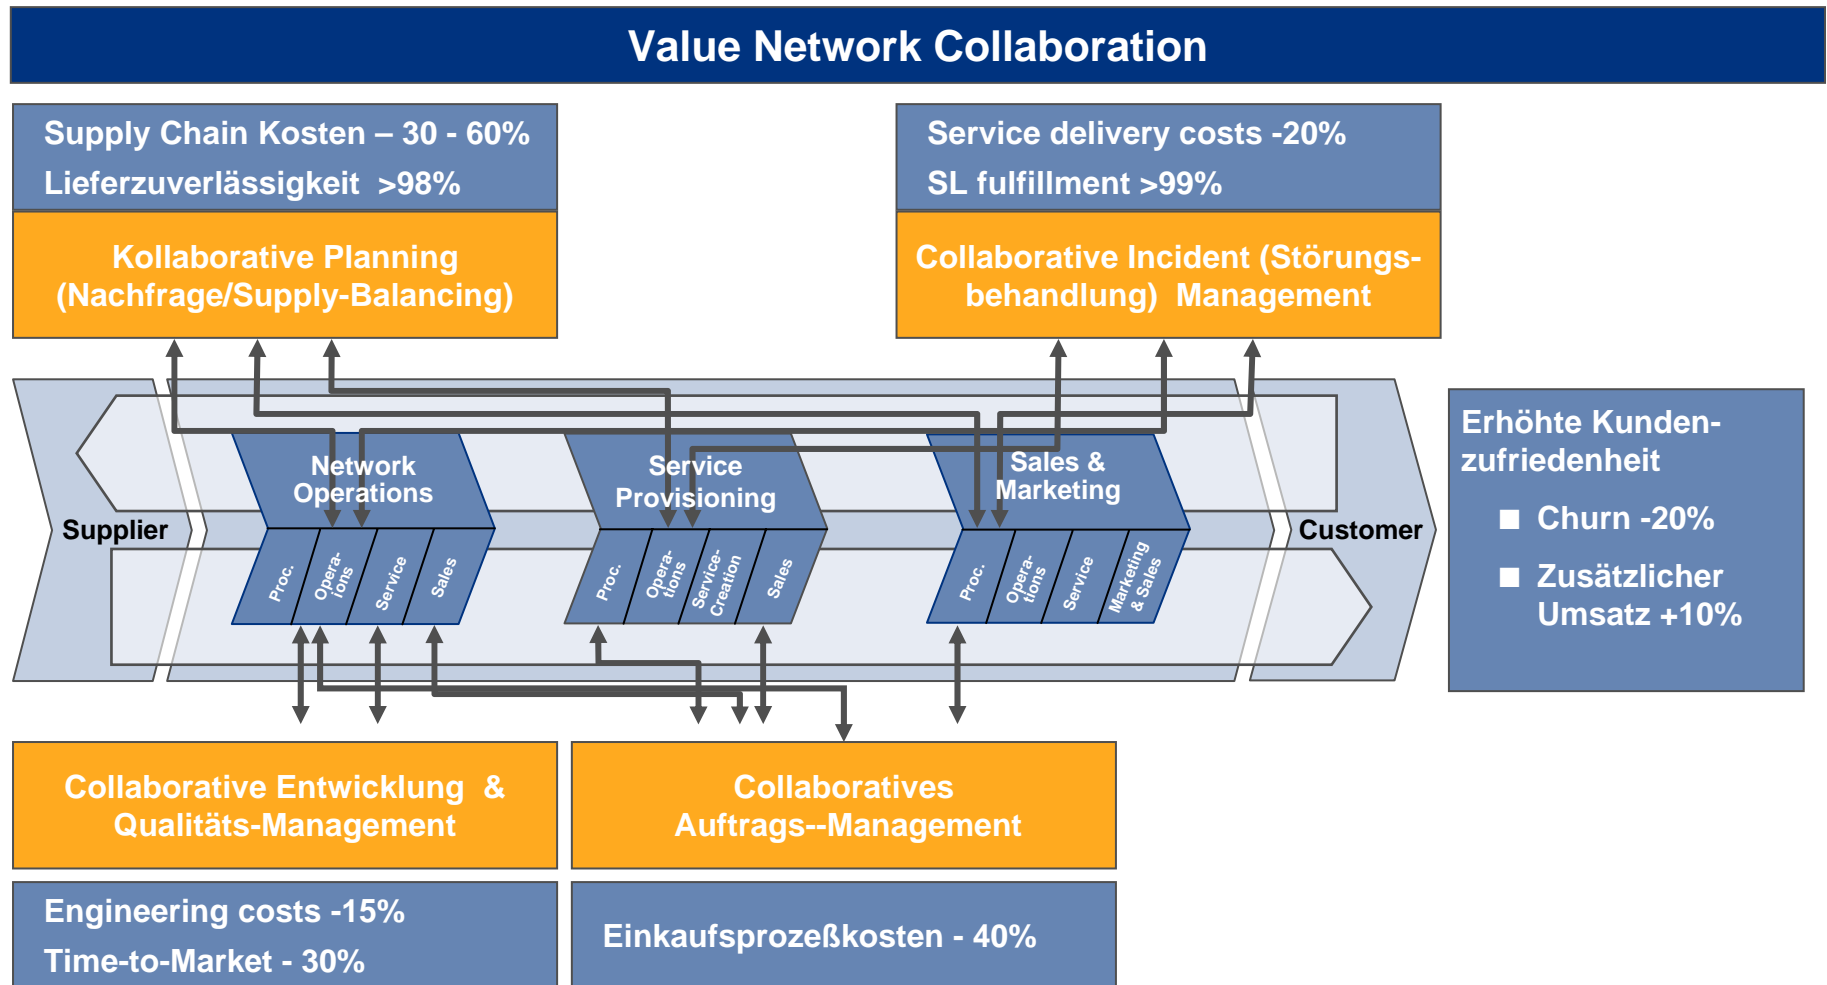 Value Network Collaboration
Supply Chain Kosten – 30 - 60%
Lieferzuverlässigkeit  >98%
Kollaborative Planning
(Nachfrage/Supply-Balancing)
Service delivery costs -20%
SL fulfillment >99%
Collaborative Incident (Störungs-
behandlung)  Management
Supplier
Network
Operations
Proc.
Opera-
ions
Service
Sales
Service
Provisioning
Proc.
Opera-
tions
Service-
Creation
Sales
Sales &
Marketing
Proc.
Opera-
tions
Service
Marketing
& Sales
Customer
Erhöhte Kunden-
zufriedenheit
■ Churn -20%
■ Zusätzlicher
Umsatz +10%
Collaborative Entwicklung  &
Qualitäts-Management
Engineering costs -15%
Time-to-Market - 30%
Collaboratives
Auftrags--Management
Einkaufsprozeßkosten - 40%